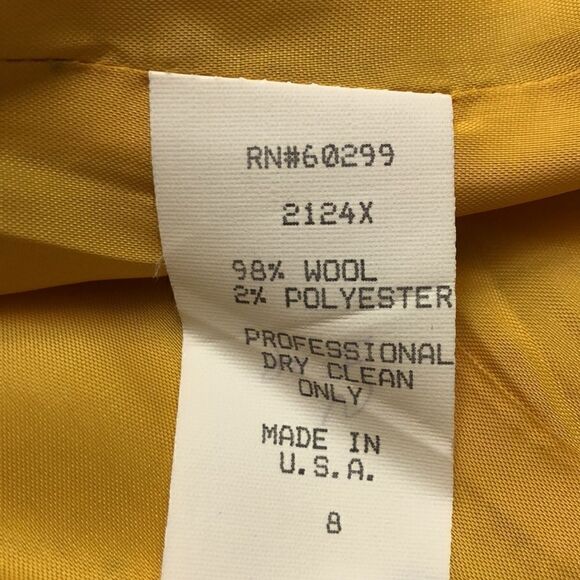 RN#60299
2124X
98% WOOL
2% POLYESTER
PROFESSIONAL
DRY CLEAN
ONLY
MADE IN
U.S.A.
8